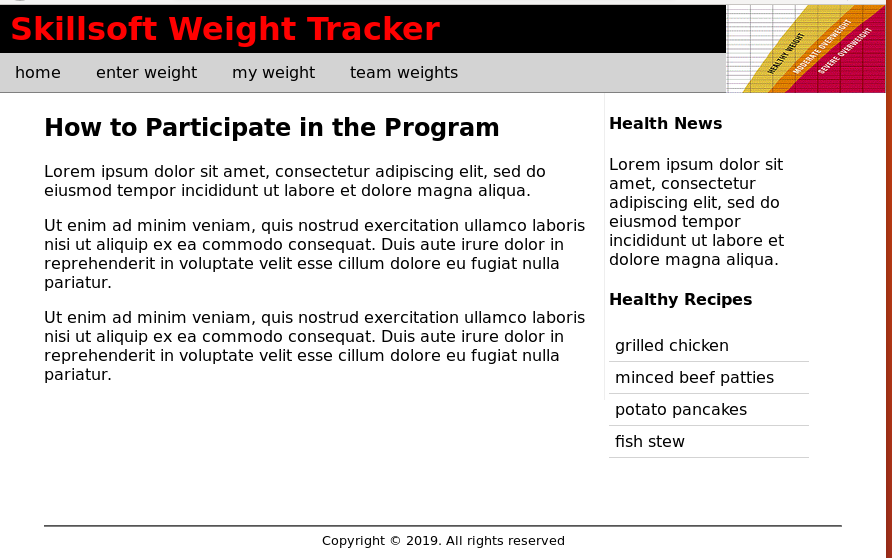 Skillsoft Weight Tracker
HEALTHY WEIGHT
MODERATE OVERWEIGHT
SEVERE OVERWEIGHT
home enter weight my weight team weights
How to Participate in the Program
Lorem ipsum dolor sit amet, consectetur adipiscing elit, sed do
eiusmod tempor incididunt ut labore et dolore magna aliqua.
Ut enim ad minim veniam, quis nostrud exercitation ullamco laboris
nisi ut aliquip ex ea commodo consequat. Duis aute irure dolor in
reprehenderit in voluptate velit esse cillum dolore eu fugiat nulla
pariatur.
Ut enim ad minim veniam, quis nostrud exercitation ullamco laboris
nisi ut aliquip ex ea commodo consequat. Duis aute irure dolor in
reprehenderit in voluptate velit esse cillum dolore eu fugiat nulla
pariatur.
Health News
Lorem ipsum dolor sit
amet, consectetur
adipiscing elit, sed do
eiusmod tempor
incididunt ut labore et
dolore magna aliqua.
Healthy Recipes
grilled chicken
minced beef patties
potato pancakes
fish stew
Copyright © 2019. All rights reserved